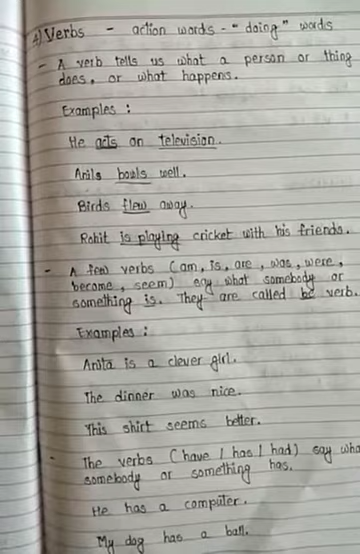 4) Verbs - action words - "doing" words
- A verb tells us what a person or thing
does, or what happens.
Examples :
He acts on television.
Anils bowls well.
Birds flew away.
Rohit is playing cricket with his friends.
- A few verbs (am, is, are, was, were,
become, seem) say what somebody or
something is. They are called be verb.
Examples :
Anita is a clever girl.
The dinner was nice.
This shirt seems better.
- The verbs (have / has / had) say
somebody or something has.
He has a computer.
My dog has a ball.